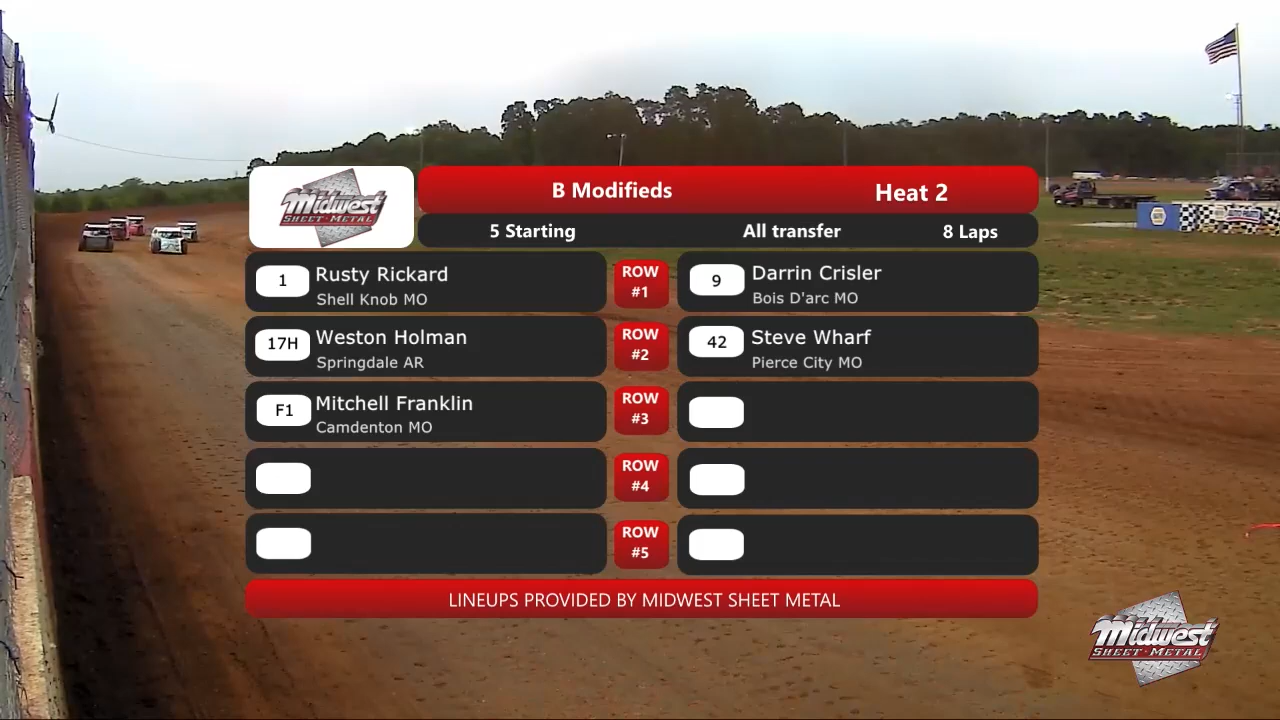 Midwest
SHEET METAL
B Modifieds
Heat 2
5 Starting
All transfer
8 Laps
1
Rusty Rickard
Shell Knob MO
ROW
#1
9
Darrin Crisler
Bois D'arc MO
17H
Weston Holman
Springdale AR
ROW
#2
42
Steve Wharf
Pierce City MO
F1
Mitchell Franklin
Camdenton MO
ROW
#3
ROW
#4
ROW
#5
LINEUPS PROVIDED BY MIDWEST SHEET METAL
Midwest
SHEET METAL